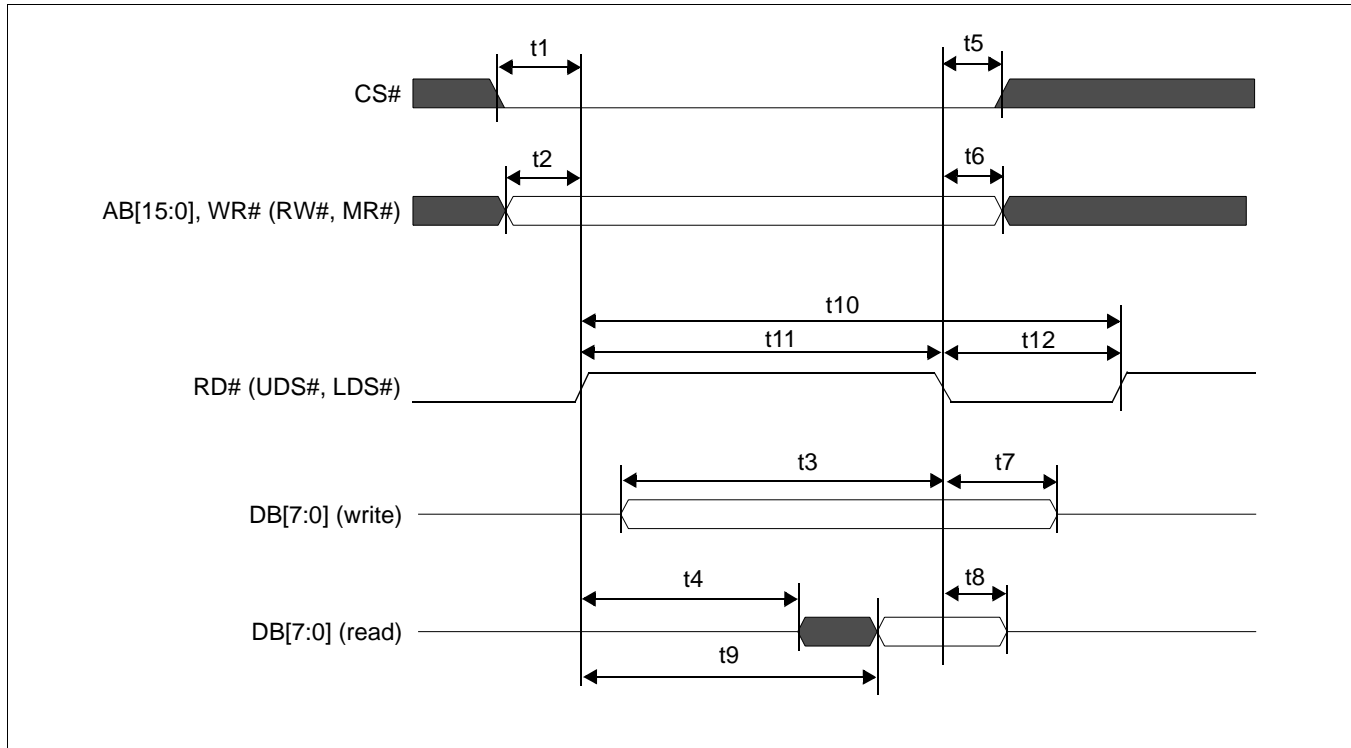 t1
t5
CS#
t2
t6
AB[15:0], WR# (RW#, MR#)
t10
t11
t12
RD# (UDS#, LDS#)
t3
t7
DB[7:0] (write)
t4
t8
DB[7:0] (read)
t9